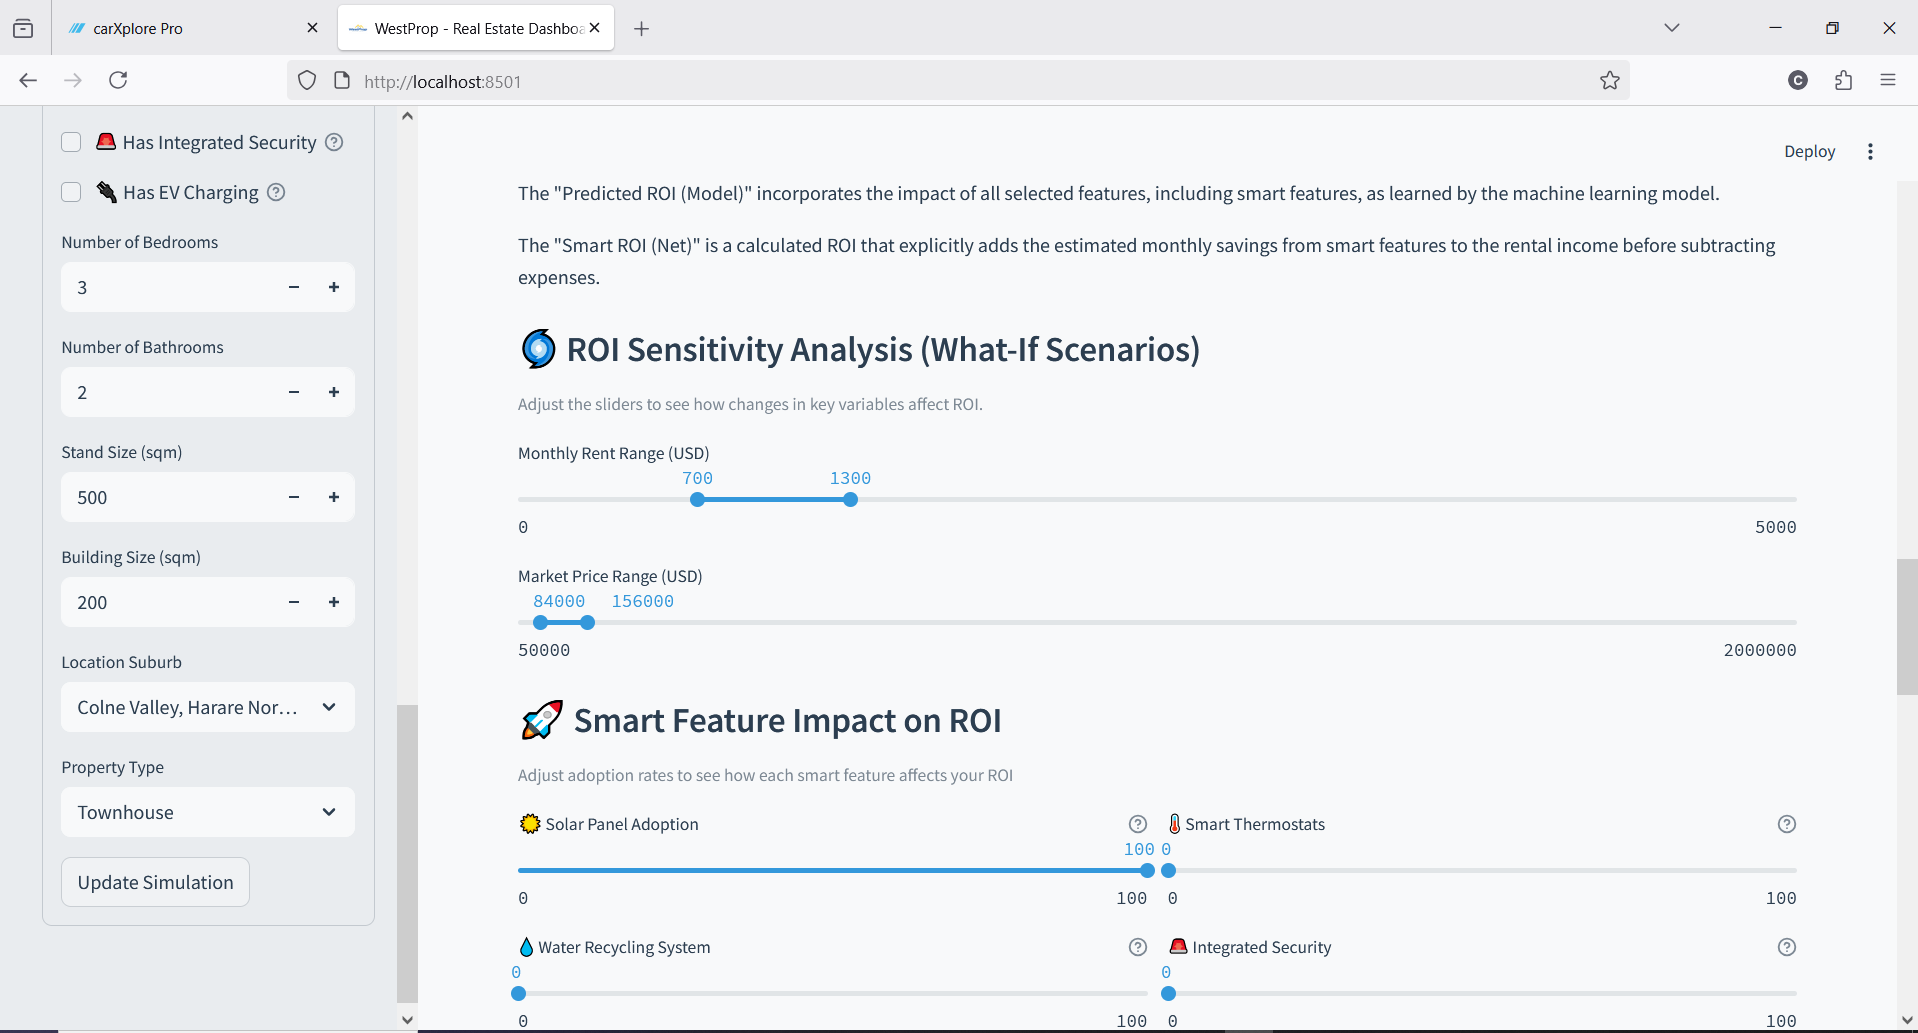 carXplore Pro
WestProp - Real Estate Dashboa
http://localhost:8501
C
Has Integrated Security
Has EV Charging
Number of Bedrooms
3
Number of Bathrooms
2
Stand Size (sqm)
500
Building Size (sqm)
200
Location Suburb
Colne Valley, Harare Nor...
Property Type
Townhouse
Update Simulation
Deploy
The "Predicted ROI (Model)" incorporates the impact of all selected features, including smart features, as learned by the machine learning model.
The "Smart ROI (Net)" is a calculated ROI that explicitly adds the estimated monthly savings from smart features to the rental income before subtracting
expenses.
ROI Sensitivity Analysis (What-If Scenarios)
Adjust the sliders to see how changes in key variables affect ROI.
Monthly Rent Range (USD)
700 1300
0 5000
Market Price Range (USD)
84000 156000
50000 2000000
Smart Feature Impact on ROI
Adjust adoption rates to see how each smart feature affects your ROI
Solar Panel Adoption
100
0 100
Smart Thermostats
0
0 100
Water Recycling System
0
0 100
Integrated Security
0
0 100